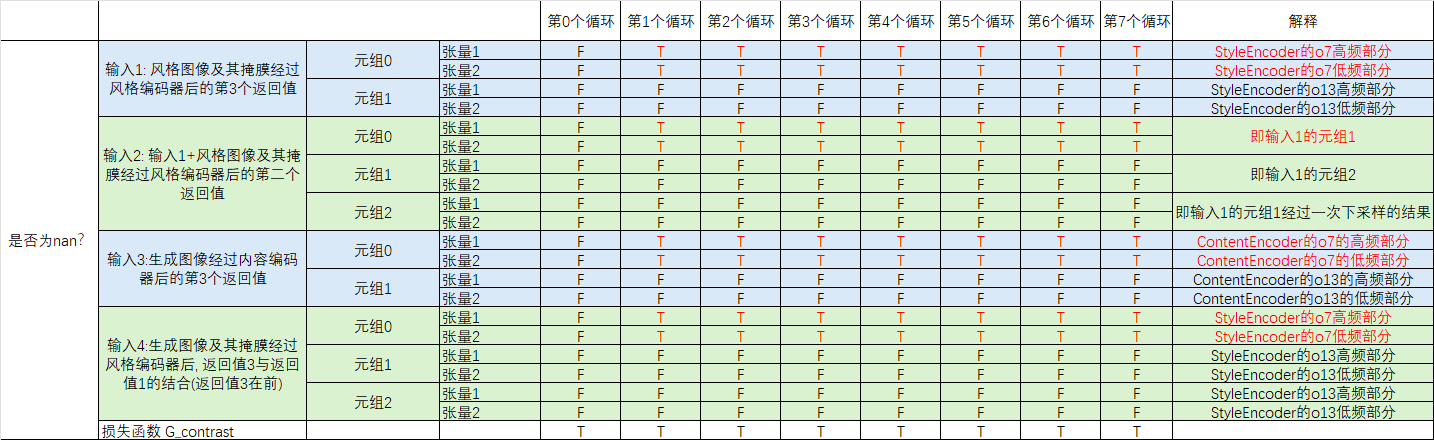 第0个循环 第1个循环 第2个循环 第3个循环 第4个循环 第5个循环 第6个循环 第7个循环 解释
是否为nan?
输入1: 风格图像及其掩膜经过
风格编码器后的第3个返回值
元组0
张量1 F T T T T T T T StyleEncoder的o7高频部分
张量2 F T T T T T T T StyleEncoder的o7低频部分
元组1
张量1 F F F F F F F F StyleEncoder的o13高频部分
张量2 F F F F F F F F StyleEncoder的o13低频部分
输入2: 输入1+风格图像及其掩
膜经过风格编码器后的第二个
返回值
元组0
张量1 F T T T T T T T
张量2 F T T T T T T T
即输入1的元组1
元组1
张量1 F F F F F F F F
张量2 F F F F F F F F
即输入1的元组2
元组2
张量1 F F F F F F F F
张量2 F F F F F F F F
即输入1的元组1经过一次下采样的结果
输入3:生成图像经过内容编码
器后的第3个返回值
元组0
张量1 F T T T T T T T ContentEncoder的o7的高频部分
张量2 F T T T T T T T ContentEncoder的o7的低频部分
元组1
张量1 F F F F F F F F ContentEncoder的o13的高频部分
张量2 F F F F F F F F ContentEncoder的o13的低频部分
输入4:生成图像及其掩膜经过
风格编码器后, 返回值3与返回
值1的结合(返回值3在前)
元组0
张量1 F T T T T T T T StyleEncoder的o7高频部分
张量2 F T T T T T T T StyleEncoder的o7低频部分
元组1
张量1 F F F F F F F F StyleEncoder的o13高频部分
张量2 F F F F F F F F StyleEncoder的o13低频部分
元组2
张量1 F F F F F F F F StyleEncoder的o13高频部分
张量2 F F F F F F F F StyleEncoder的o13低频部分
损失函数 G_contrast T T T T T T T T